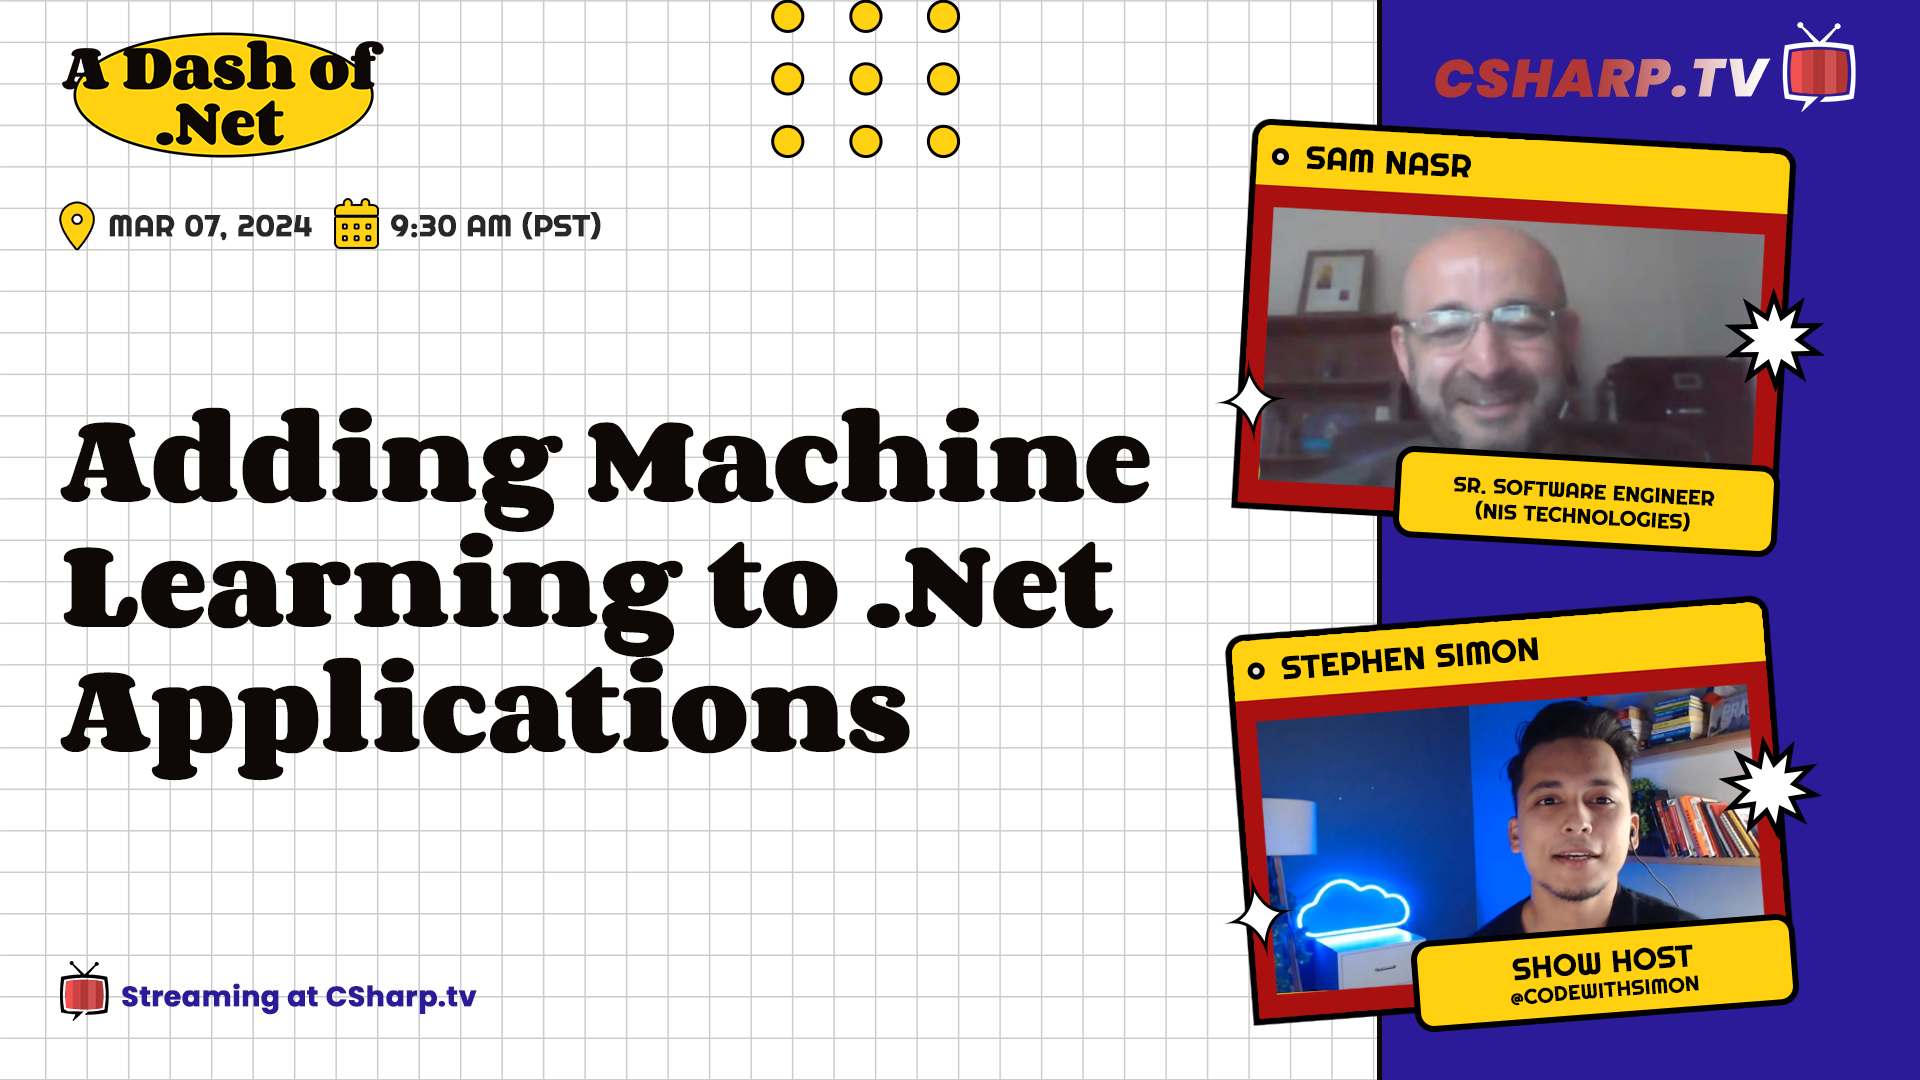 A Dash of
.Net
MAR 07, 2024
9:30 AM (PST)
Adding Machine
Learning to .Net
Applications
Streaming at CSharp.tv
CSHARP.TV
SAM NASR
SR. SOFTWARE ENGINEER
(NIS TECHNOLOGIES)
STEPHEN SIMON
SHOW HOST
@CODEWITHSIMON